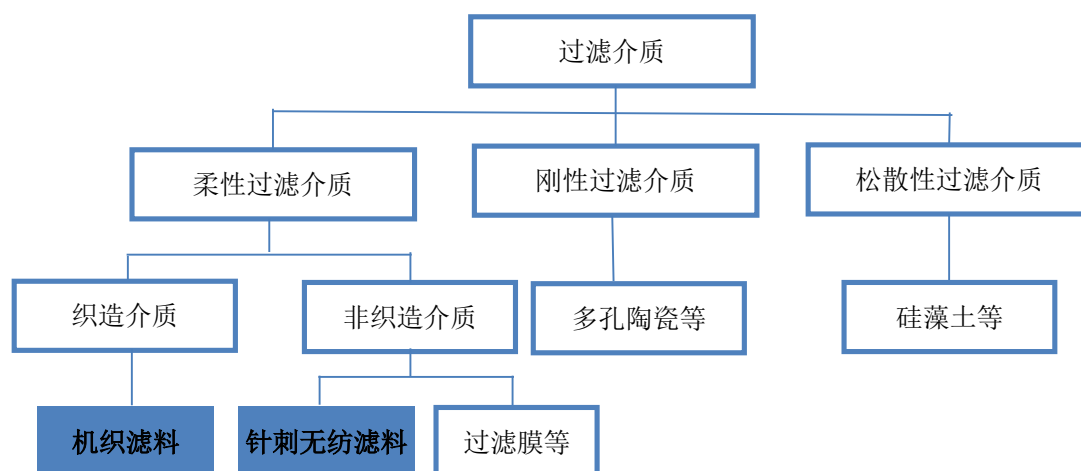 过滤介质
柔性过滤介质
刚性过滤介质
松散性过滤介质
织造介质
非织造介质
多孔陶瓷等
硅藻土等
机织滤料
针刺无纺滤料
过滤膜等